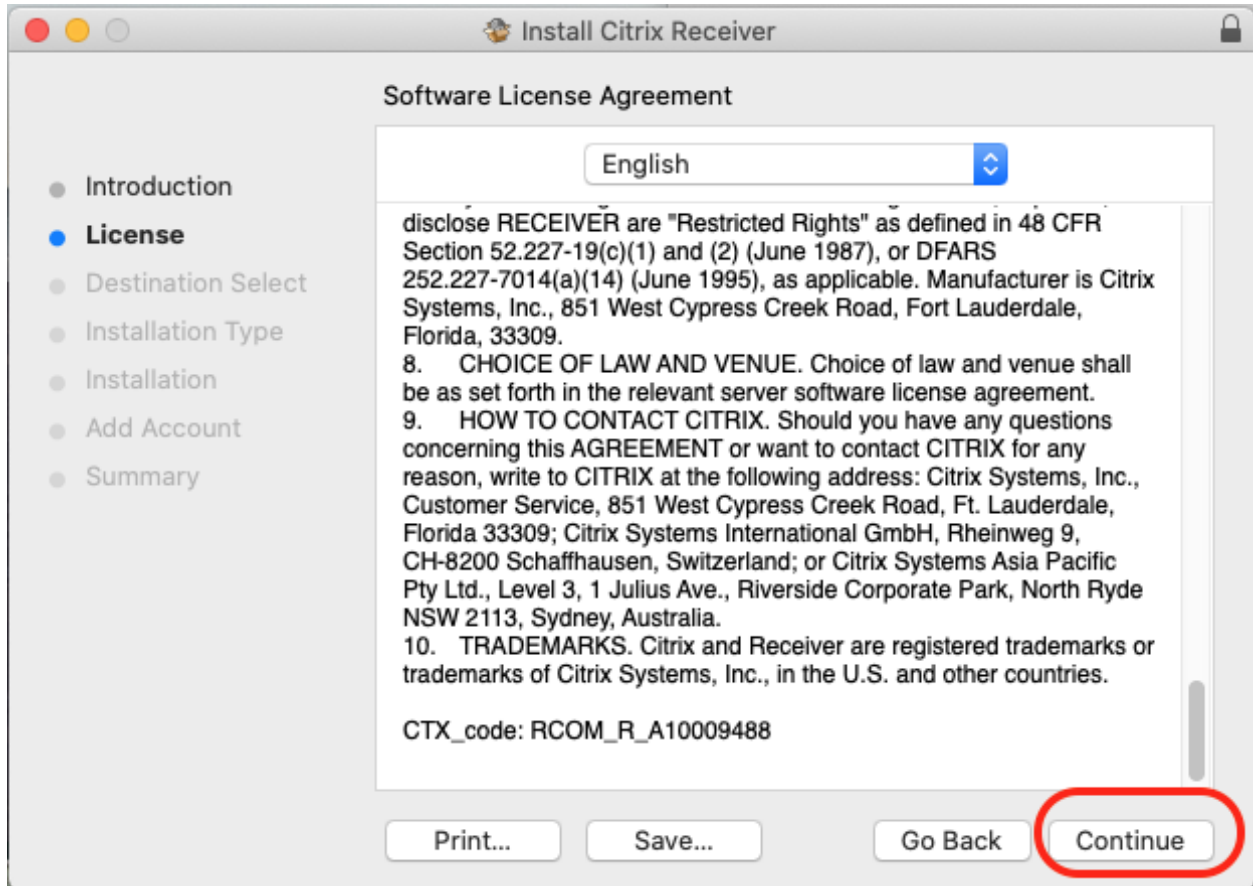 Install Citrix Receiver
Software License Agreement
English
Introduction
License
Destination Select
Installation Type
Installation
Add Account
Summary
disclose RECEIVER are "Restricted Rights" as defined in 48 CFR
Section 52.227-19(c)(1) and (2) (June 1987), or DFARS
252.227-7014(a)(14) (June 1995), as applicable. Manufacturer is Citrix
Systems, Inc., 851 West Cypress Creek Road, Fort Lauderdale,
Florida, 33309.
8. CHOICE OF LAW AND VENUE. Choice of law and venue shall
be as set forth in the relevant server software license agreement.
9. HOW TO CONTACT CITRIX. Should you have any questions
concerning this AGREEMENT or want to contact CITRIX for any
reason, write to CITRIX at the following address: Citrix Systems, Inc.,
Customer Service, 851 West Cypress Creek Road, Ft. Lauderdale,
Florida 33309; Citrix Systems International GmbH, Rheinweg 9,
CH-8200 Schaffhausen, Switzerland; or Citrix Systems Asia Pacific
Pty Ltd., Level 3, 1 Julius Ave., Riverside Corporate Park, North Ryde
NSW 2113, Sydney, Australia.
10. TRADEMARKS. Citrix and Receiver are registered trademarks or
trademarks of Citrix Systems, Inc., in the U.S. and other countries.
CTX_code: RCOM_R_A10009488
Print...
Save...
Go Back
Continue